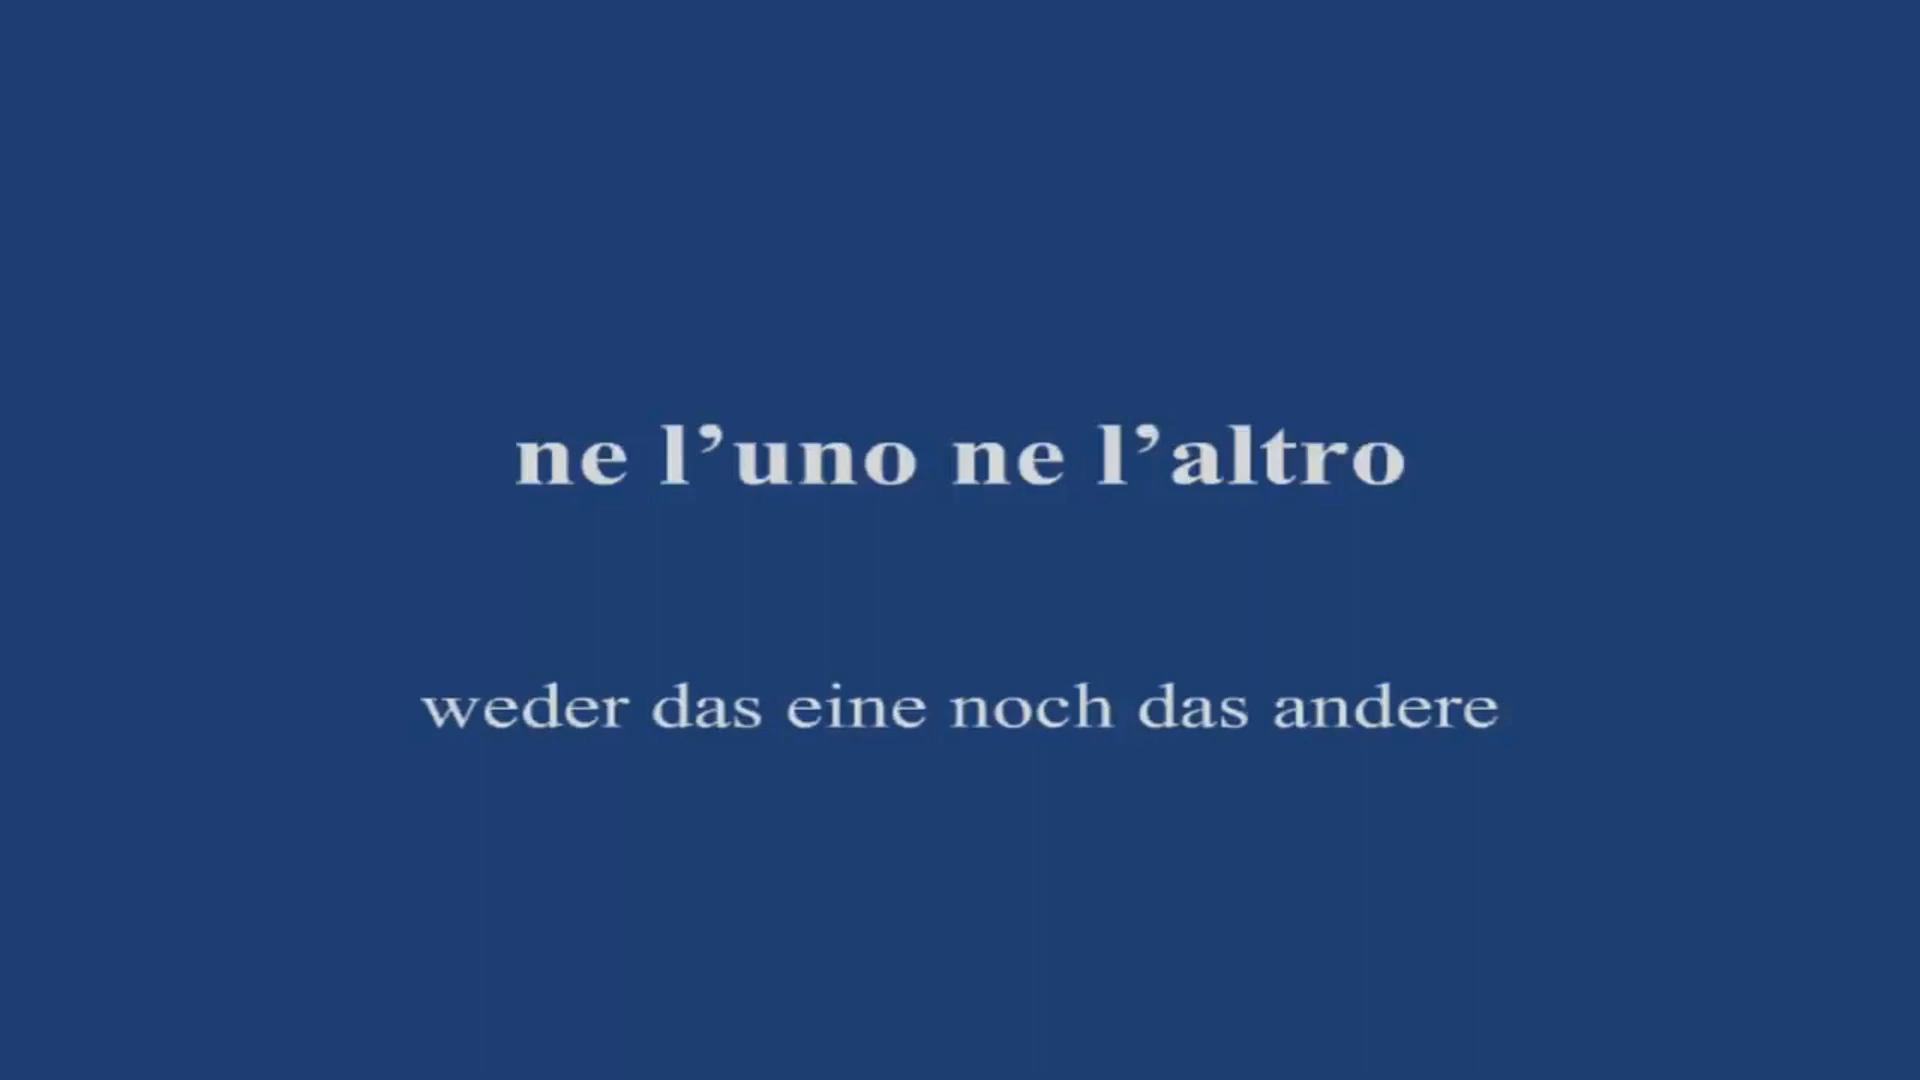 ne l’uno ne l’altro
weder das eine noch das andere